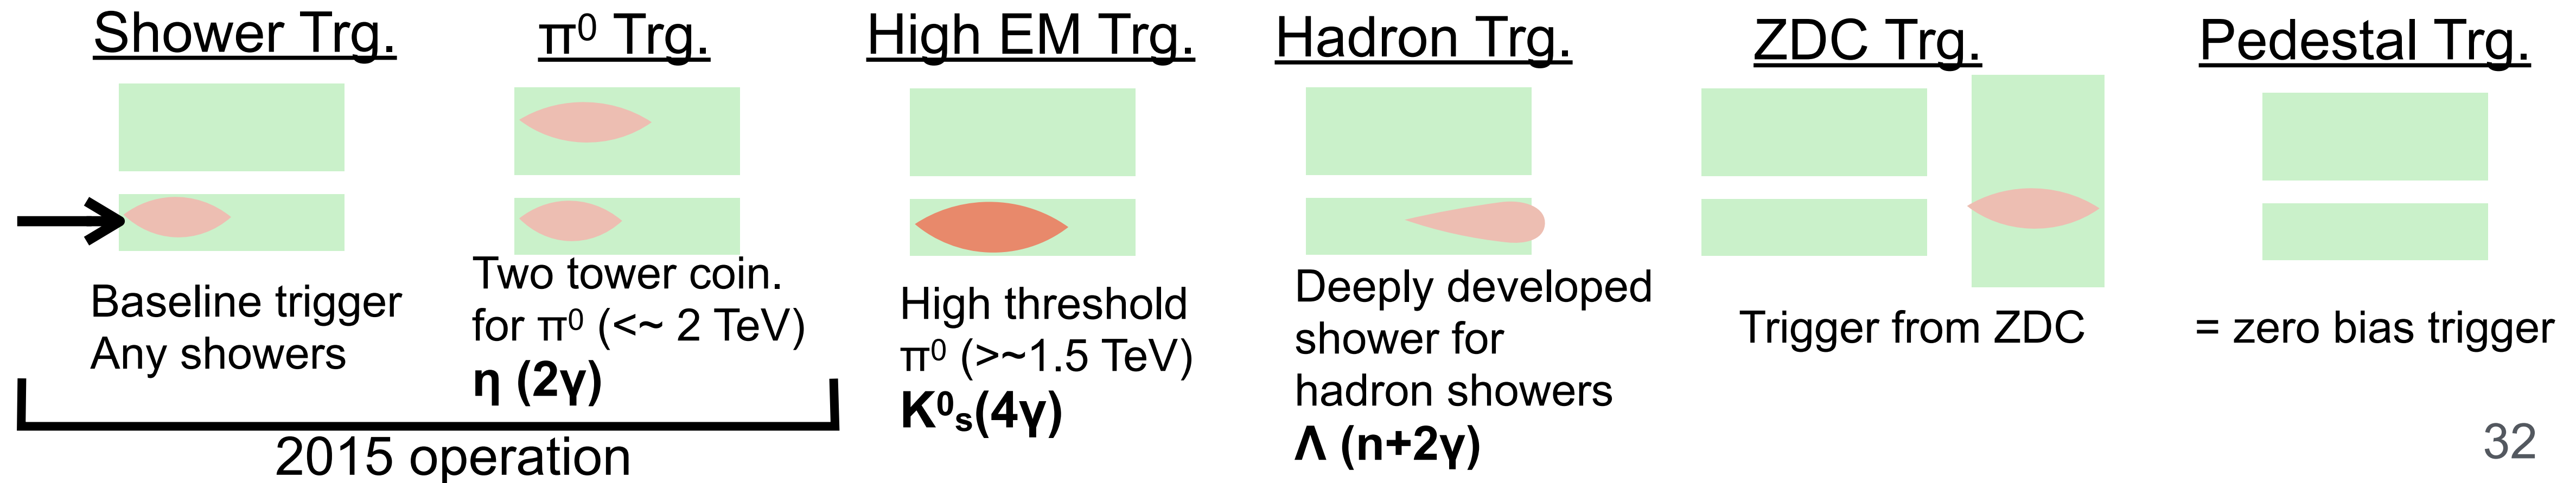 Shower Trg.
Baseline trigger
Any showers
π⁰ Trg.
Two tower coin.
for π⁰ (<~ 2 TeV)
η (2γ)
2015 operation
High EM Trg.
High threshold
π⁰ (>~1.5 TeV)
K⁰ₛ(4γ)
Hadron Trg.
Deeply developed
shower for
hadron showers
Λ (n+2γ)
ZDC Trg.
Trigger from ZDC
Pedestal Trg.
= zero bias trigger
32